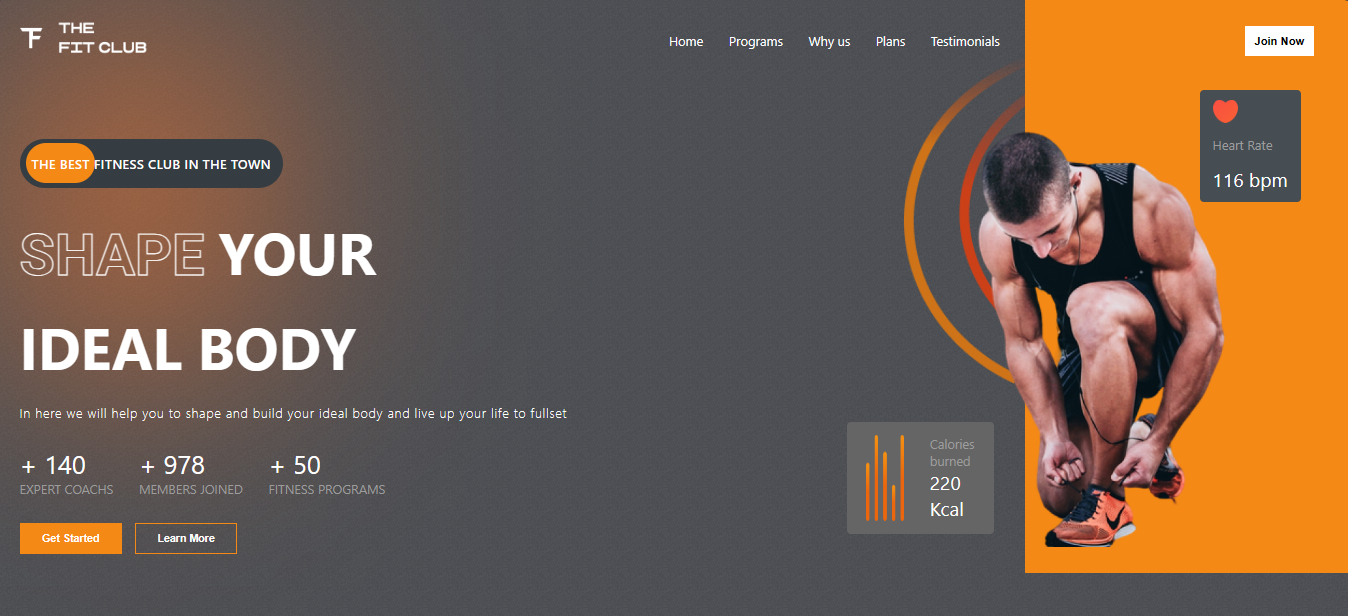 THE
FIT CLUB
Home Programs Why us Plans Testimonials
Join Now
Heart Rate
116 bpm
THE BEST FITNESS CLUB IN THE TOWN
SHAPE YOUR
IDEAL BODY
In here we will help you to shape and build your ideal body and live up your life to fullset
+ 140 + 978 + 50
EXPERT COACHS MEMBERS JOINED FITNESS PROGRAMS
Get Started Learn More
Calories
burned
220
Kcal